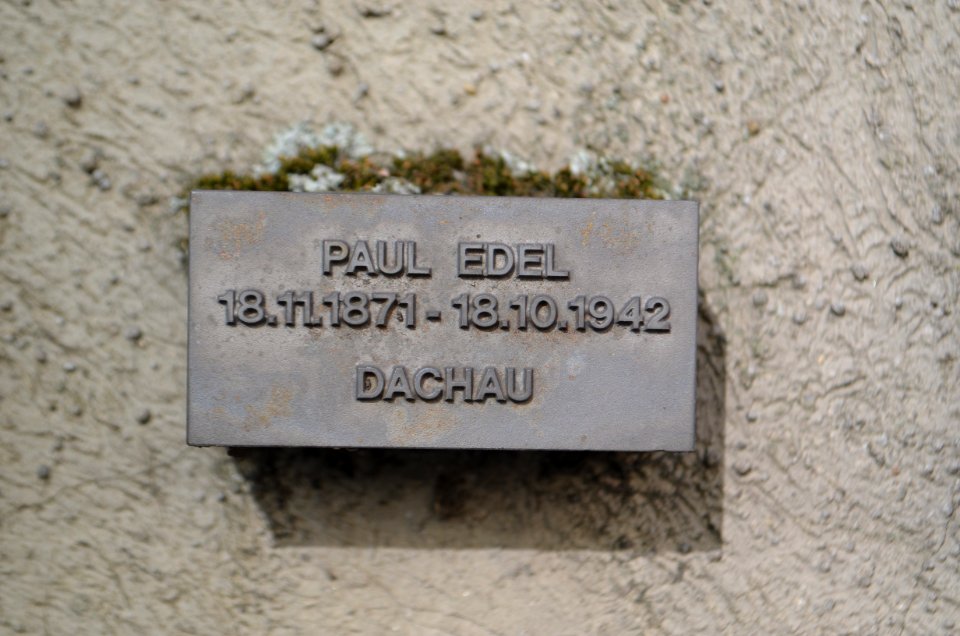 PAUL EDEL
18.11.1871 - 18.10.1942
DACHAU